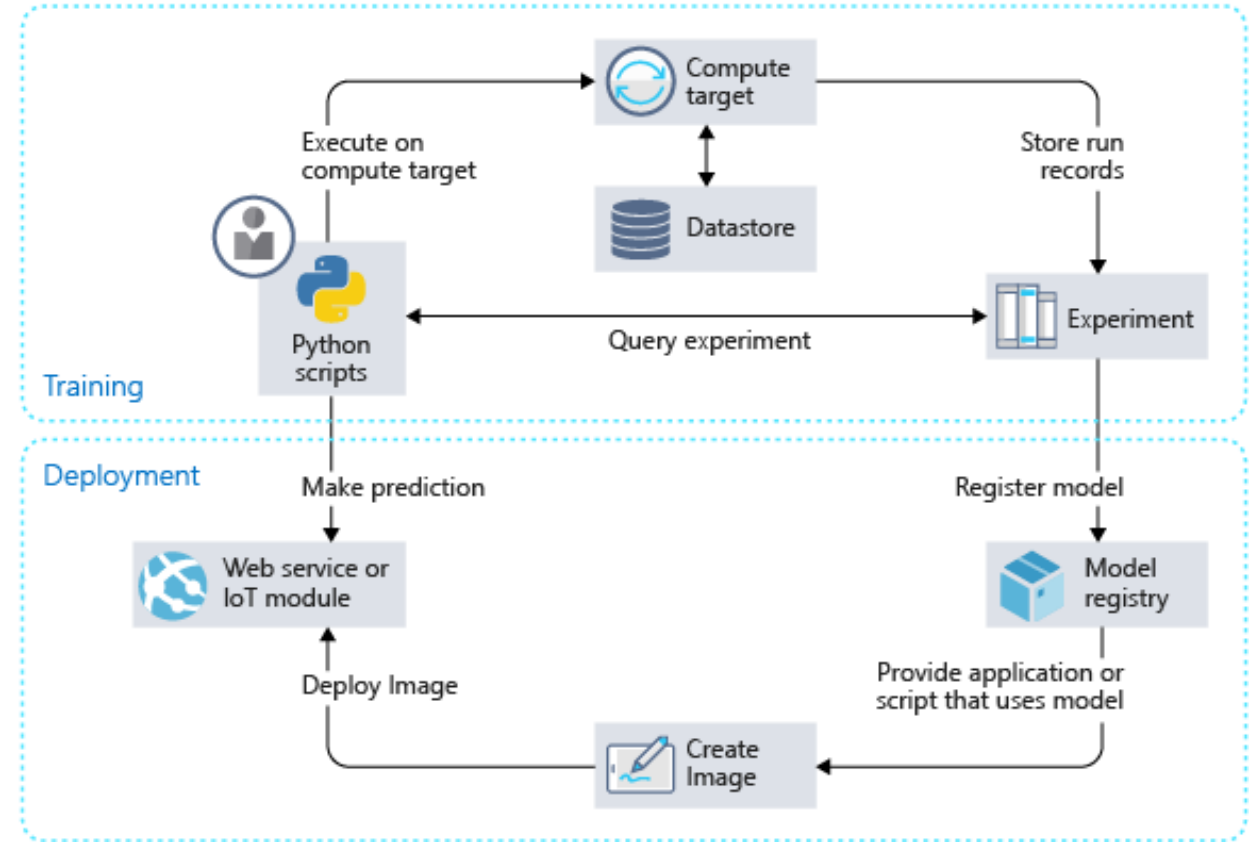 Compute
target
Execute on
compute target
Store run
records
Datastore
Python
scripts
Query experiment
Experiment
Training
Deployment
Make prediction
Register model
Web service or
IoT module
Model
registry
Deploy Image
Provide application or
script that uses model
Create
Image